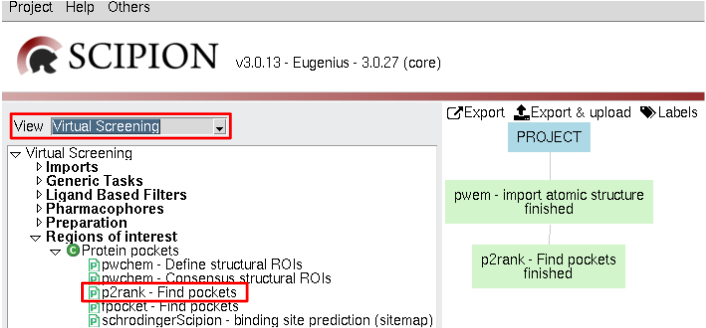 Project Help Others
SCIPION v3.0.13 - Eugenius - 3.0.27 (core)
View Virtual Screening
Virtual Screening
Imports
Generic Tasks
Ligand Based Filters
Pharmacophores
Preparation
Regions of interest
Protein pockets
pwchem - Define structural ROIs
pwchem - Consensus structural ROIs
p2rank - Find pockets
fpocket - Find pockets
schrodingerScipion - binding site prediction (sitemap)
Export Export & upload Labels
PROJECT
pwem - import atomic structure
finished
p2rank - Find pockets
finished